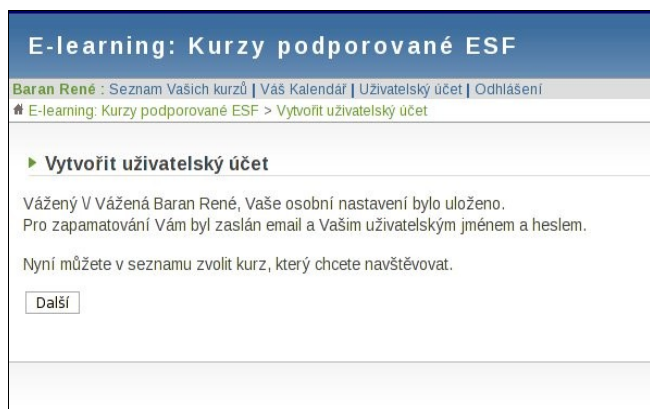 E-learning: Kurzy podporované ESF
Baran René : Seznam Vašich kurzů | Váš Kalendář | Uživatelský účet | Odhlášení
E-learning: Kurzy podporované ESF > Vytvořit uživatelský účet
Vytvořit uživatelský účet
Vážený \/ Vážená Baran René, Vaše osobní nastavení bylo uloženo.
Pro zapamatování Vám byl zaslán email a Vašim uživatelským jménem a heslem.
Nyní můžete v seznamu zvolit kurz, který chcete navštěvovat.
Další